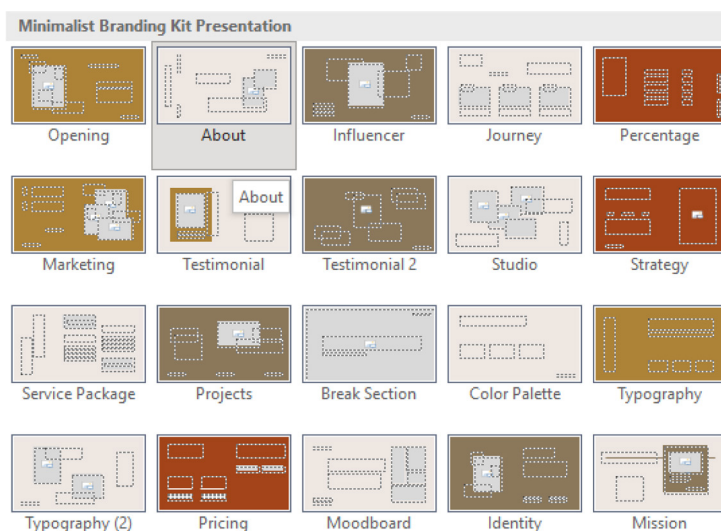 Minimalist Branding Kit Presentation
Opening
About
Influencer
Journey
Percentage
Marketing
About
Testimonial
Testimonial 2
Studio
Strategy
Service Package
Projects
Break Section
Color Palette
Typography
Typography (2)
Pricing
Moodboard
Identity
Mission